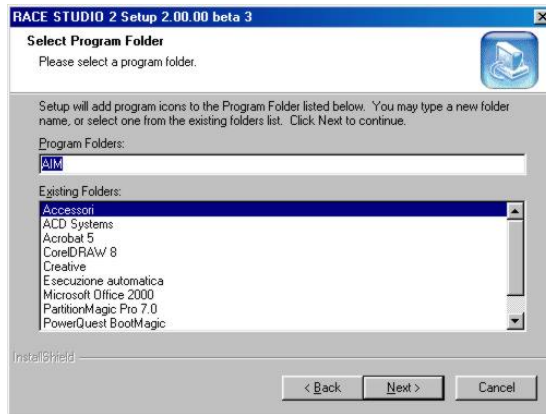 RACE STUDIO 2 Setup 2.00.00 beta 3
Select Program Folder
Please select a program folder.
Setup will add program icons to the Program Folder listed below. You may type a new folder
name, or select one from the existing folders list. Click Next to continue.
Program Folders:
AIM
Existing Folders:
Accessori
ACD Systems
Acrobat 5
CorelDRAW 8
Creative
Esecuzione automatica
Microsoft Office 2000
PartitionMagic Pro 7.0
PowerQuest BootMagic
InstallShield
< Back
Next >
Cancel